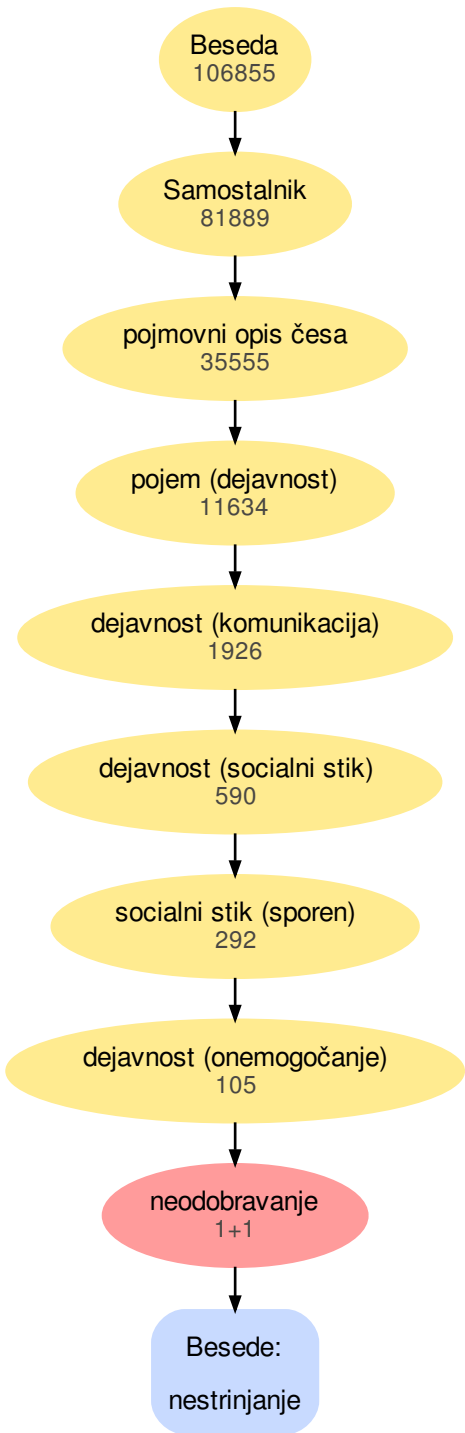 Beseda
106855
Samostalnik
81889
pojmovni opis česa
35555
pojem (dejavnost)
11634
dejavnost (komunikacija)
1926
dejavnost (socialni stik)
590
socialni stik (sporen)
292
dejavnost (onemogočanje)
105
neodobravanje
1+1
Besede:
nestrinjanje